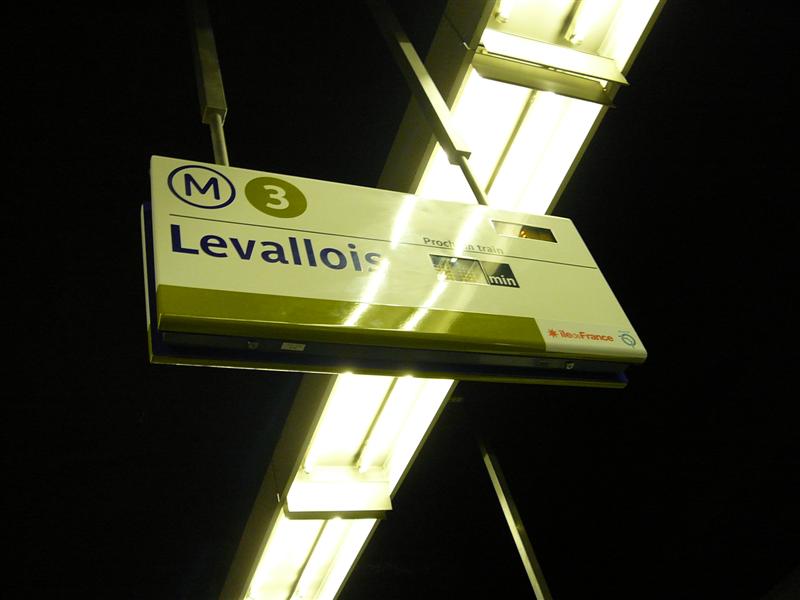 M 3
Levallois
Prochain train
min
îledeFrance